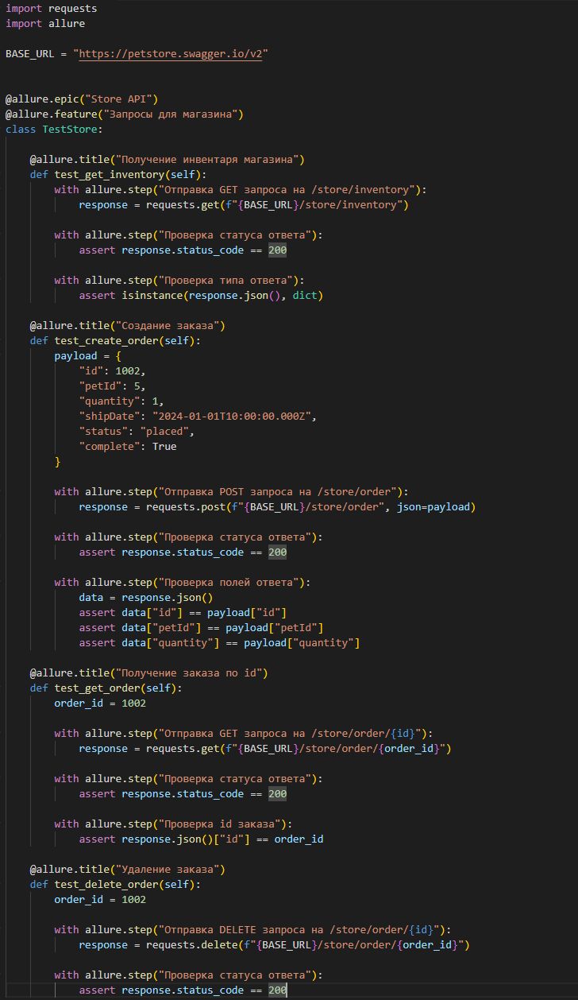 import requests
import allure

BASE_URL = "https://petstore.swagger.io/v2"


@allure.epic("Store API")
@allure.feature("Запросы для магазина")
class TestStore:

    @allure.title("Получение инвентаря магазина")
    def test_get_inventory(self):
        with allure.step("Отправка GET запроса на /store/inventory"):
            response = requests.get(f"{BASE_URL}/store/inventory")

        with allure.step("Проверка статуса ответа"):
            assert response.status_code == 200

        with allure.step("Проверка типа ответа"):
            assert isinstance(response.json(), dict)

    @allure.title("Создание заказа")
    def test_create_order(self):
        payload = {
            "id": 1002,
            "petId": 5,
            "quantity": 1,
            "shipDate": "2024-01-01T10:00:00.000Z",
            "status": "placed",
            "complete": True
        }

        with allure.step("Отправка POST запроса на /store/order"):
            response = requests.post(f"{BASE_URL}/store/order", json=payload)

        with allure.step("Проверка статуса ответа"):
            assert response.status_code == 200

        with allure.step("Проверка полей ответа"):
            data = response.json()
            assert data["id"] == payload["id"]
            assert data["petId"] == payload["petId"]
            assert data["quantity"] == payload["quantity"]

    @allure.title("Получение заказа по id")
    def test_get_order(self):
        order_id = 1002

        with allure.step("Отправка GET запроса на /store/order/{id}"):
            response = requests.get(f"{BASE_URL}/store/order/{order_id}")

        with allure.step("Проверка статуса ответа"):
            assert response.status_code == 200

        with allure.step("Проверка id заказа"):
            assert response.json()["id"] == order_id

    @allure.title("Удаление заказа")
    def test_delete_order(self):
        order_id = 1002

        with allure.step("Отправка DELETE запроса на /store/order/{id}"):
            response = requests.delete(f"{BASE_URL}/store/order/{order_id}")

        with allure.step("Проверка статуса ответа"):
            assert response.status_code == 200